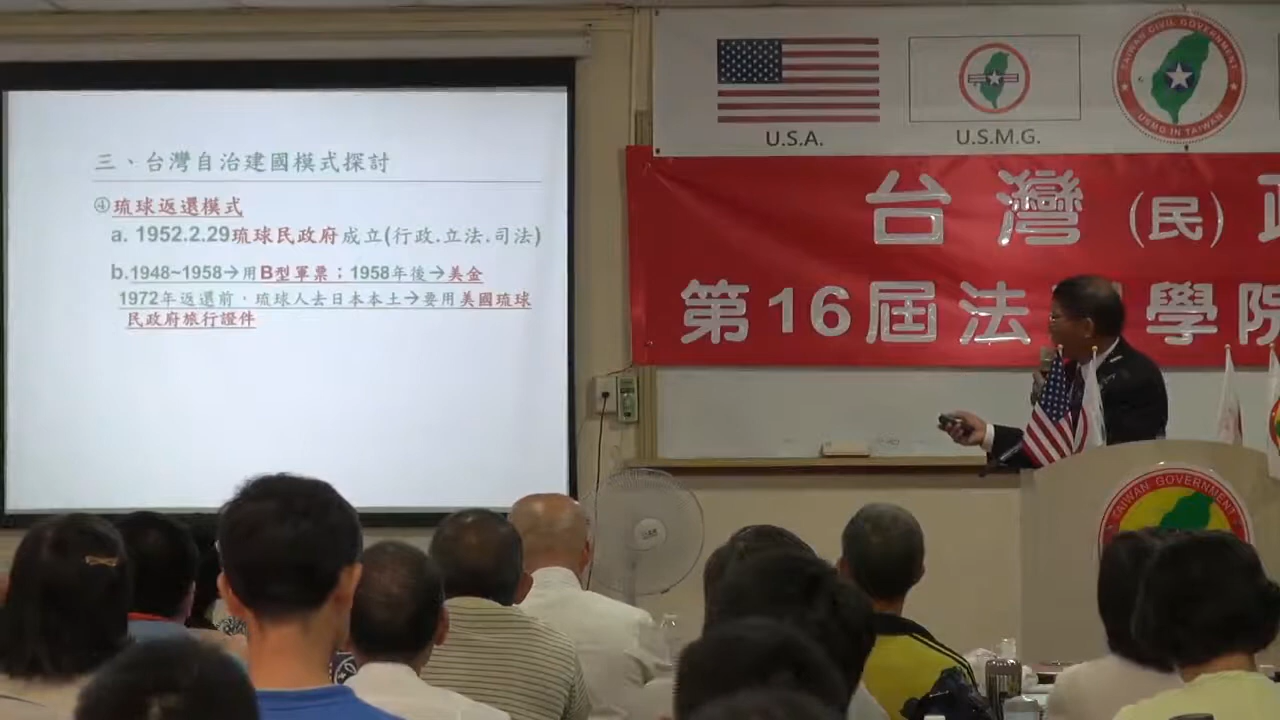 三、台灣自治建國模式探討
④琉球返還模式
a. 1952.2.29琉球民政府成立(行政.立法.司法)
b.1948~1958→用B型軍票；1958年後→美金
1972年返還前，琉球人去日本本土→要用美國琉球
民政府旅行證件
U.S.A.
U.S.M.G.
TAIWAN CIVIL GOVERNMENT
USMG IN TAIWAN
台灣(民)
第16屆法學院
TAIWAN GOVERNMENT